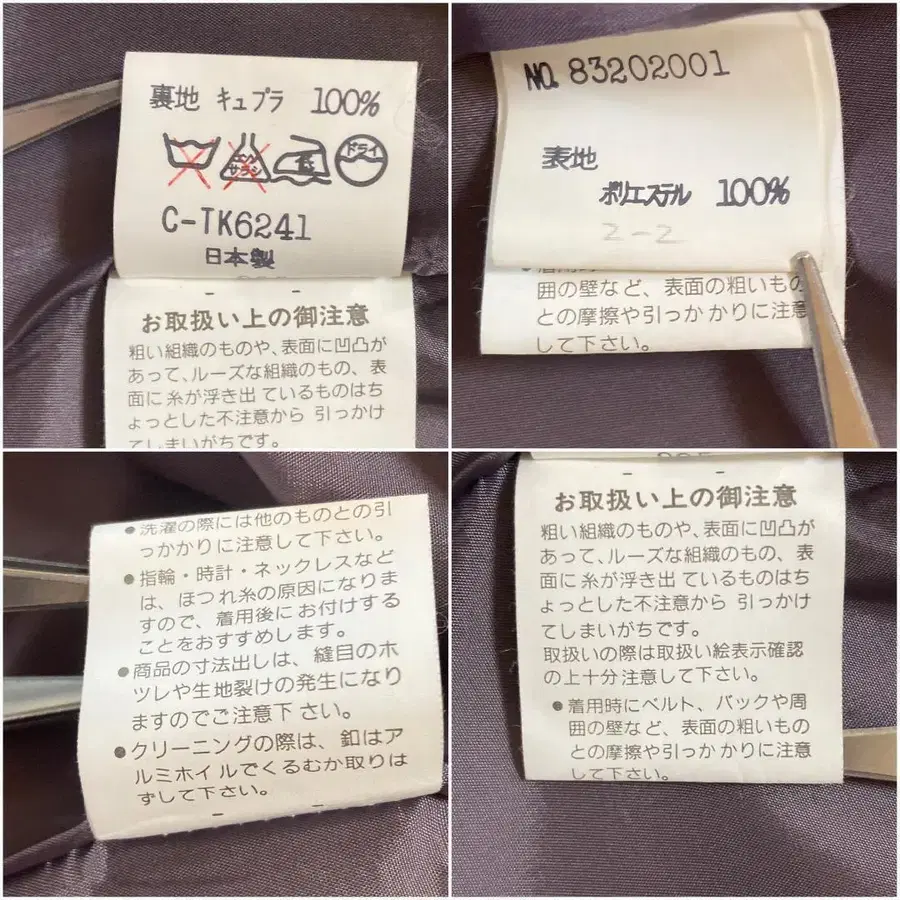 裏地 キュプラ 100%
エンソ
サラシ
低
ドライ
C-TK6241
日本製
お取扱い上の御注意
粗い組織のものや、表面に凹凸が
あって、ルーズな組織のもの、表
面に糸が浮き出ているものはち
ょっとした不注意から 引っかけ
てしまいがちです。
NO. 83202001
表地
ポリエステル 100%
2-2
囲の壁など、表面の粗いもの
との摩擦や引っかかりに注意
して下さい。
●洗濯の際には他のものとの引
っかかりに注意して下さい。
●指輪・時計・ネックレスなど
は、ほつれ糸の原因になりま
すので、着用後にお付けする
ことをおすすめします。
●商品の寸法出しは、縫目のホ
ツレや生地裂けの発生になり
ますのでご注意下さい。
●クリーニングの際は、釦はア
ルミホイルでくるむか取りは
ずして下さい。
お取扱い上の御注意
粗い組織のものや、表面に凹凸が
あって、ルーズな組織のもの、表
面に糸が浮き出ているものはち
ょっとした不注意から 引っかけ
てしまいがちです。
取扱いの際は取扱い絵表示確認
の上十分注意して下さい。
●着用時にベルト、バックや周
囲の壁など、表面の粗いもの
との摩擦や引っかかりに注意
して下さい。